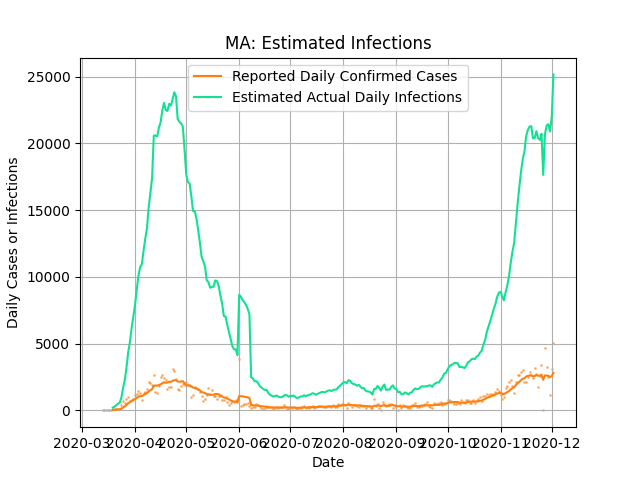 MA: Estimated Infections
Reported Daily Confirmed Cases
Estimated Actual Daily Infections
Daily Cases or Infections
25000
20000
15000
10000
5000
0
2020-03 2020-04 2020-05 2020-06 2020-07 2020-08 2020-09 2020-10 2020-11 2020-12
Date